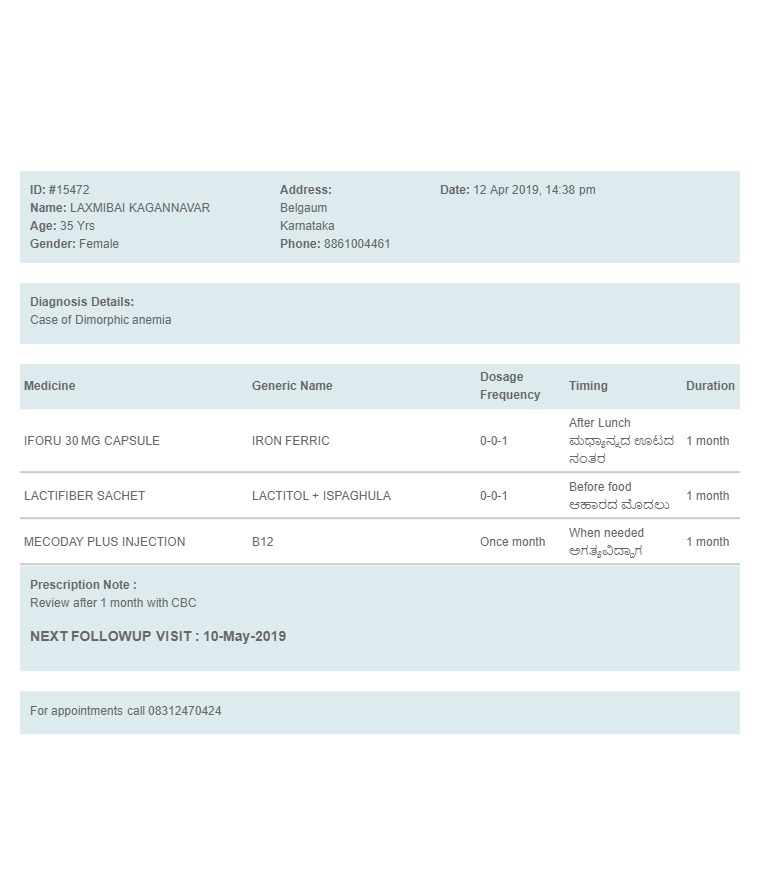 ID: #15472
Name: LAXMIBAI KAGANNAVAR
Age: 35 Yrs
Gender: Female
Address:
Belgaum
Karnataka
Phone: 8861004461
Date: 12 Apr 2019, 14:38 pm
Diagnosis Details:
Case of Dimorphic anemia
Medicine Generic Name Dosage Frequency Timing Duration
IFORU 30 MG CAPSULE IRON FERRIC 0-0-1 After Lunch 1 month
ಮಧ್ಯಾನ್ನದ ಊಟದ
ನಂತರ
LACTIFIBER SACHET LACTITOL + ISPAGHULA 0-0-1 Before food 1 month
ಆಹಾರದ ಮೊದಲು
MECODAY PLUS INJECTION B12 Once month When needed 1 month
ಅಗತ್ಯವಿದ್ದಾಗ
Prescription Note :
Review after 1 month with CBC
NEXT FOLLOWUP VISIT : 10-May-2019
For appointments call 08312470424